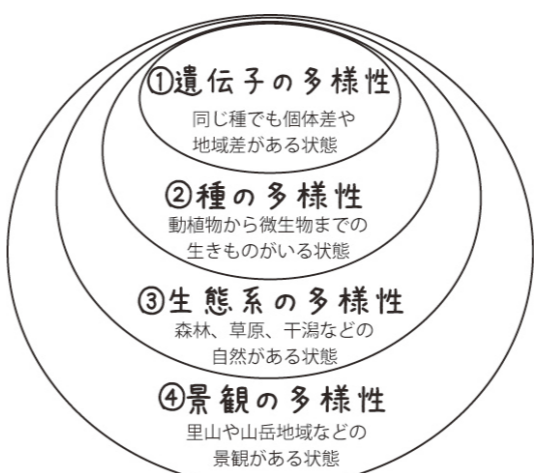 ①遺伝子の多様性
同じ種でも個体差や
地域差がある状態
②種の多様性
動植物から微生物までの
生きものがいる状態
③生態系の多様性
森林、草原、干潟などの
自然がある状態
④景観の多様性
里山や山岳地域などの
景観がある状態